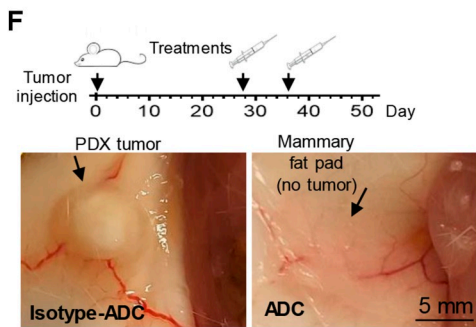 F
Treatments
Tumor
injection
0 10 20 30 40 50 Day
PDX tumor
Mammary
fat pad
(no tumor)
Isotype-ADC
ADC
5 mm